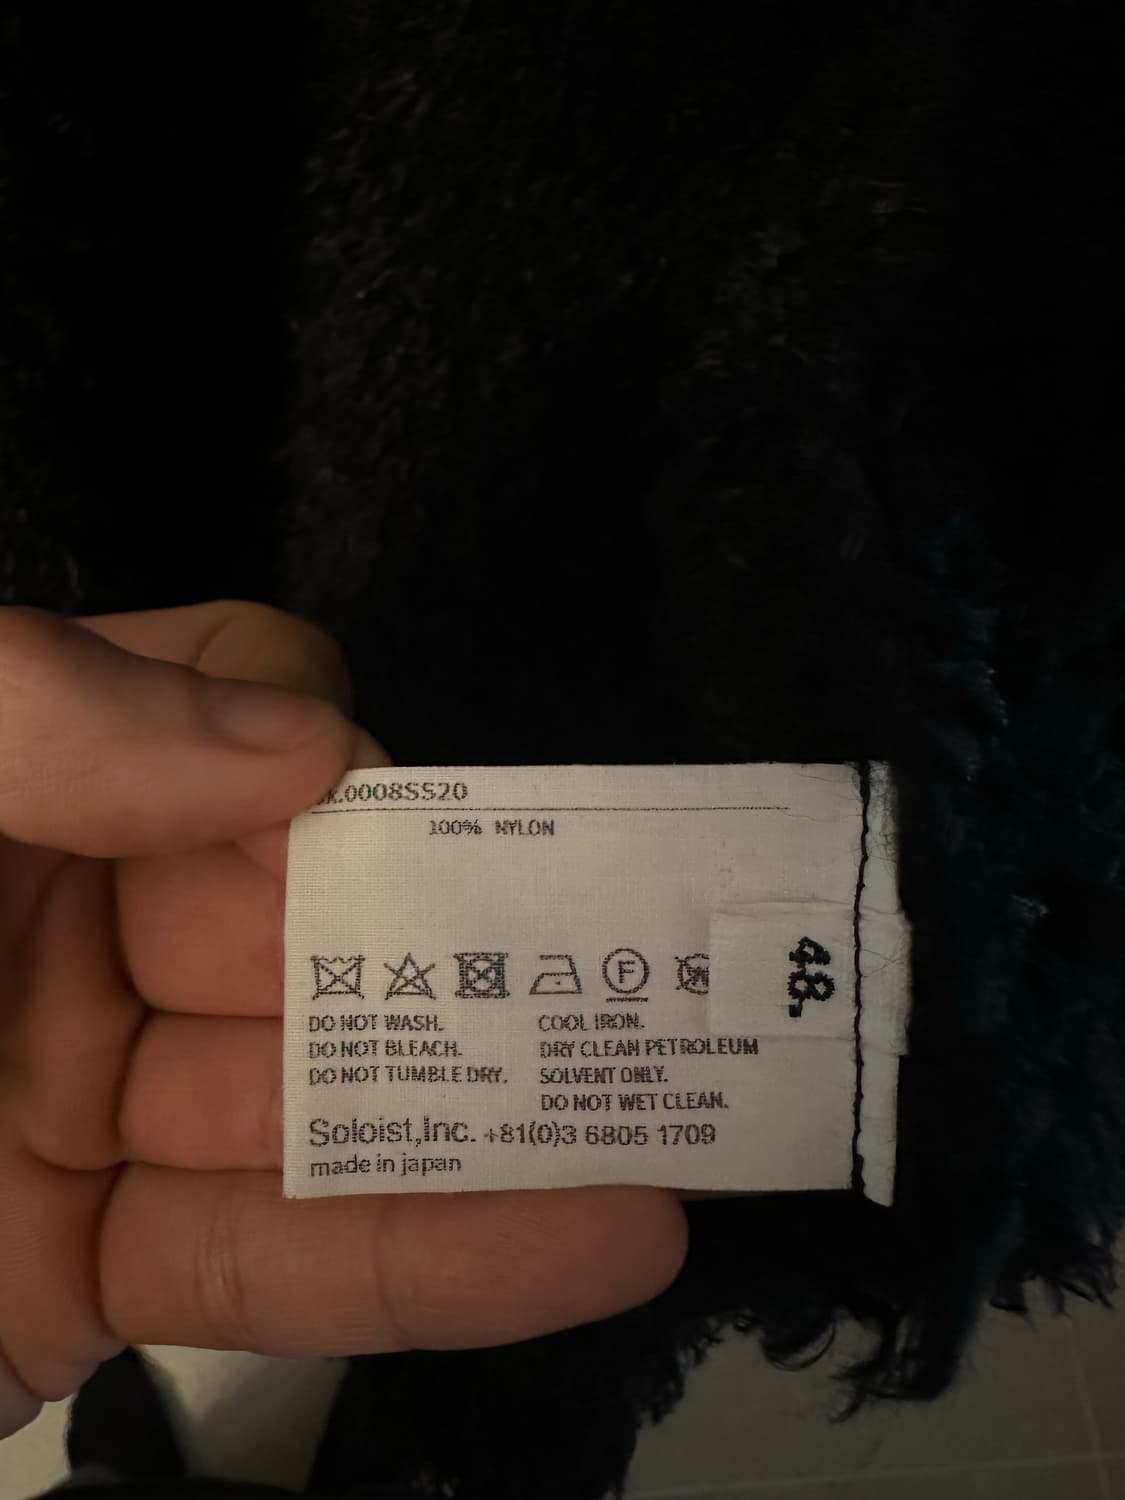 .0008SS20
100% NYLON
F
48.
DO NOT WASH.
DO NOT BLEACH.
DO NOT TUMBLE DRY.
COOL IRON.
DRY CLEAN PETROLEUM
SOLVENT ONLY.
DO NOT WET CLEAN.
Soloist,Inc. +81(0)3 6805 1709
made in japan